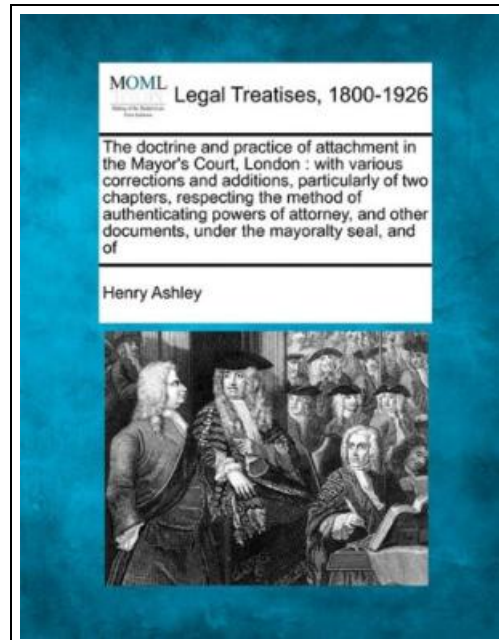 MOML
Legal Treatises, 1800-1926
The doctrine and practice of attachment in
the Mayor's Court, London : with various
corrections and additions, particularly of two
chapters, respecting the method of
authenticating powers of attorney, and other
documents, under the mayoralty seal, and
of
Henry Ashley